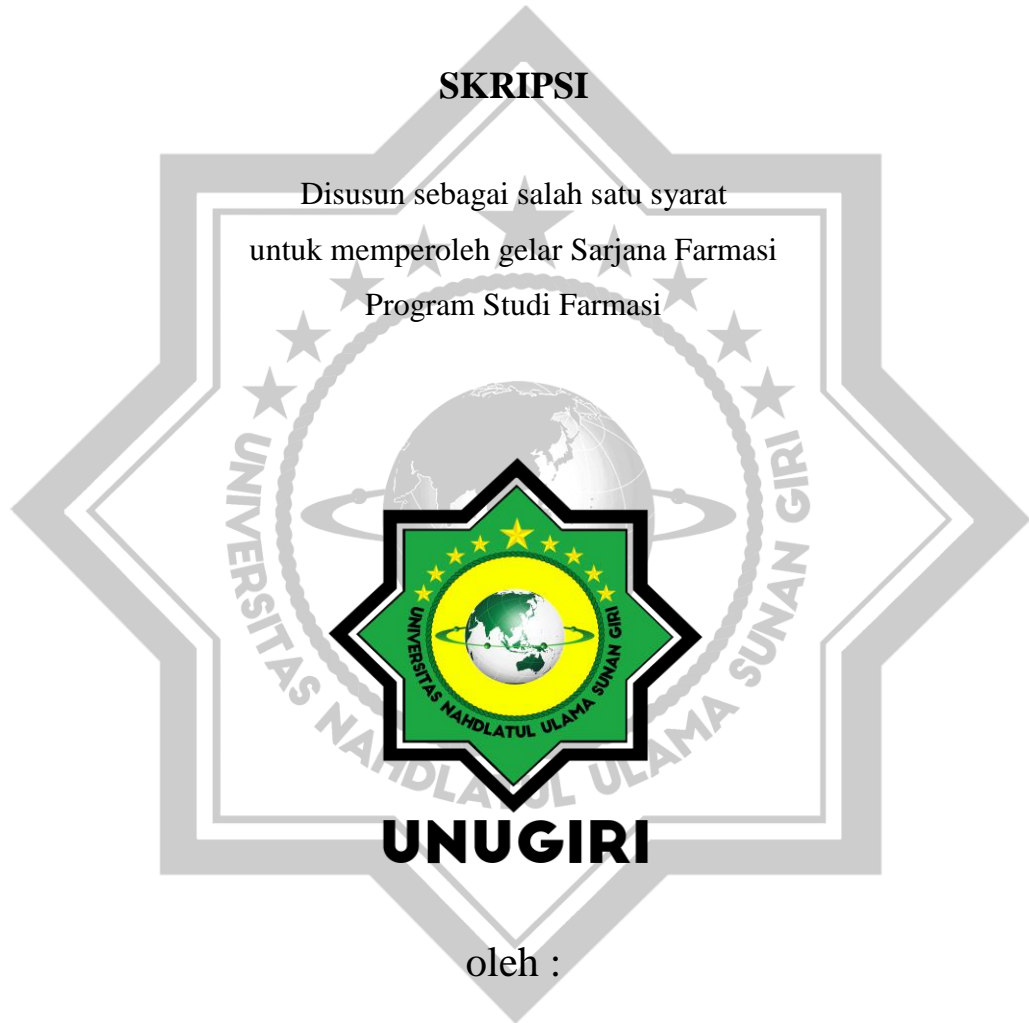 SKRIPSI
Disusun sebagai salah satu syarat
untuk memperoleh gelar Sarjana Farmasi
Program Studi Farmasi
UNIVERSITAS NAHDLATUL ULAMA SUNAN GIRI
UNIVERSITAS NAHDLATUL ULAMA SUNAN GIRI
UNUGIRI
oleh :